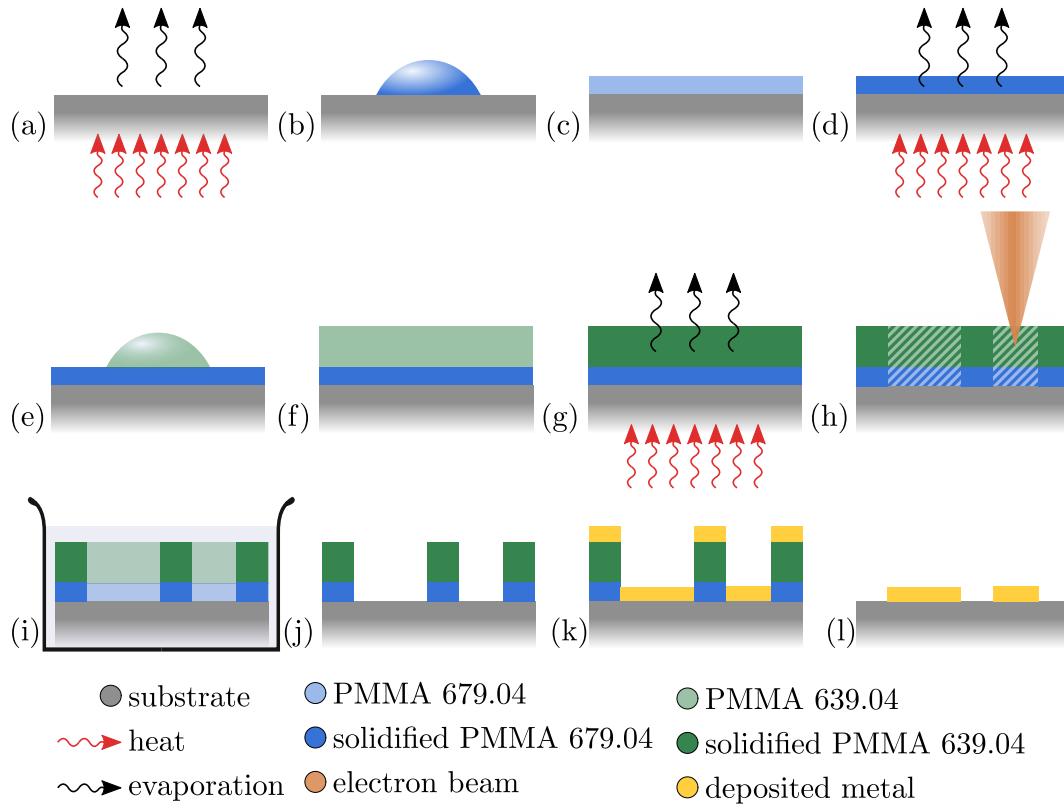 (a)
(b)
(c)
(d)
(e)
(f)
(g)
(h)
(i)
(j)
(k)
(l)
substrate
heat
evaporation
PMMA 679.04
solidified PMMA 679.04
electron beam
PMMA 639.04
solidified PMMA 639.04
deposited metal